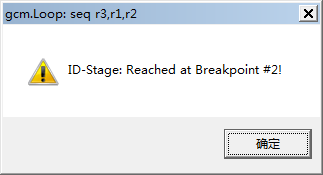 gcm.Loop: seq r3,r1,r2
ID-Stage: Reached at Breakpoint #2!
确定